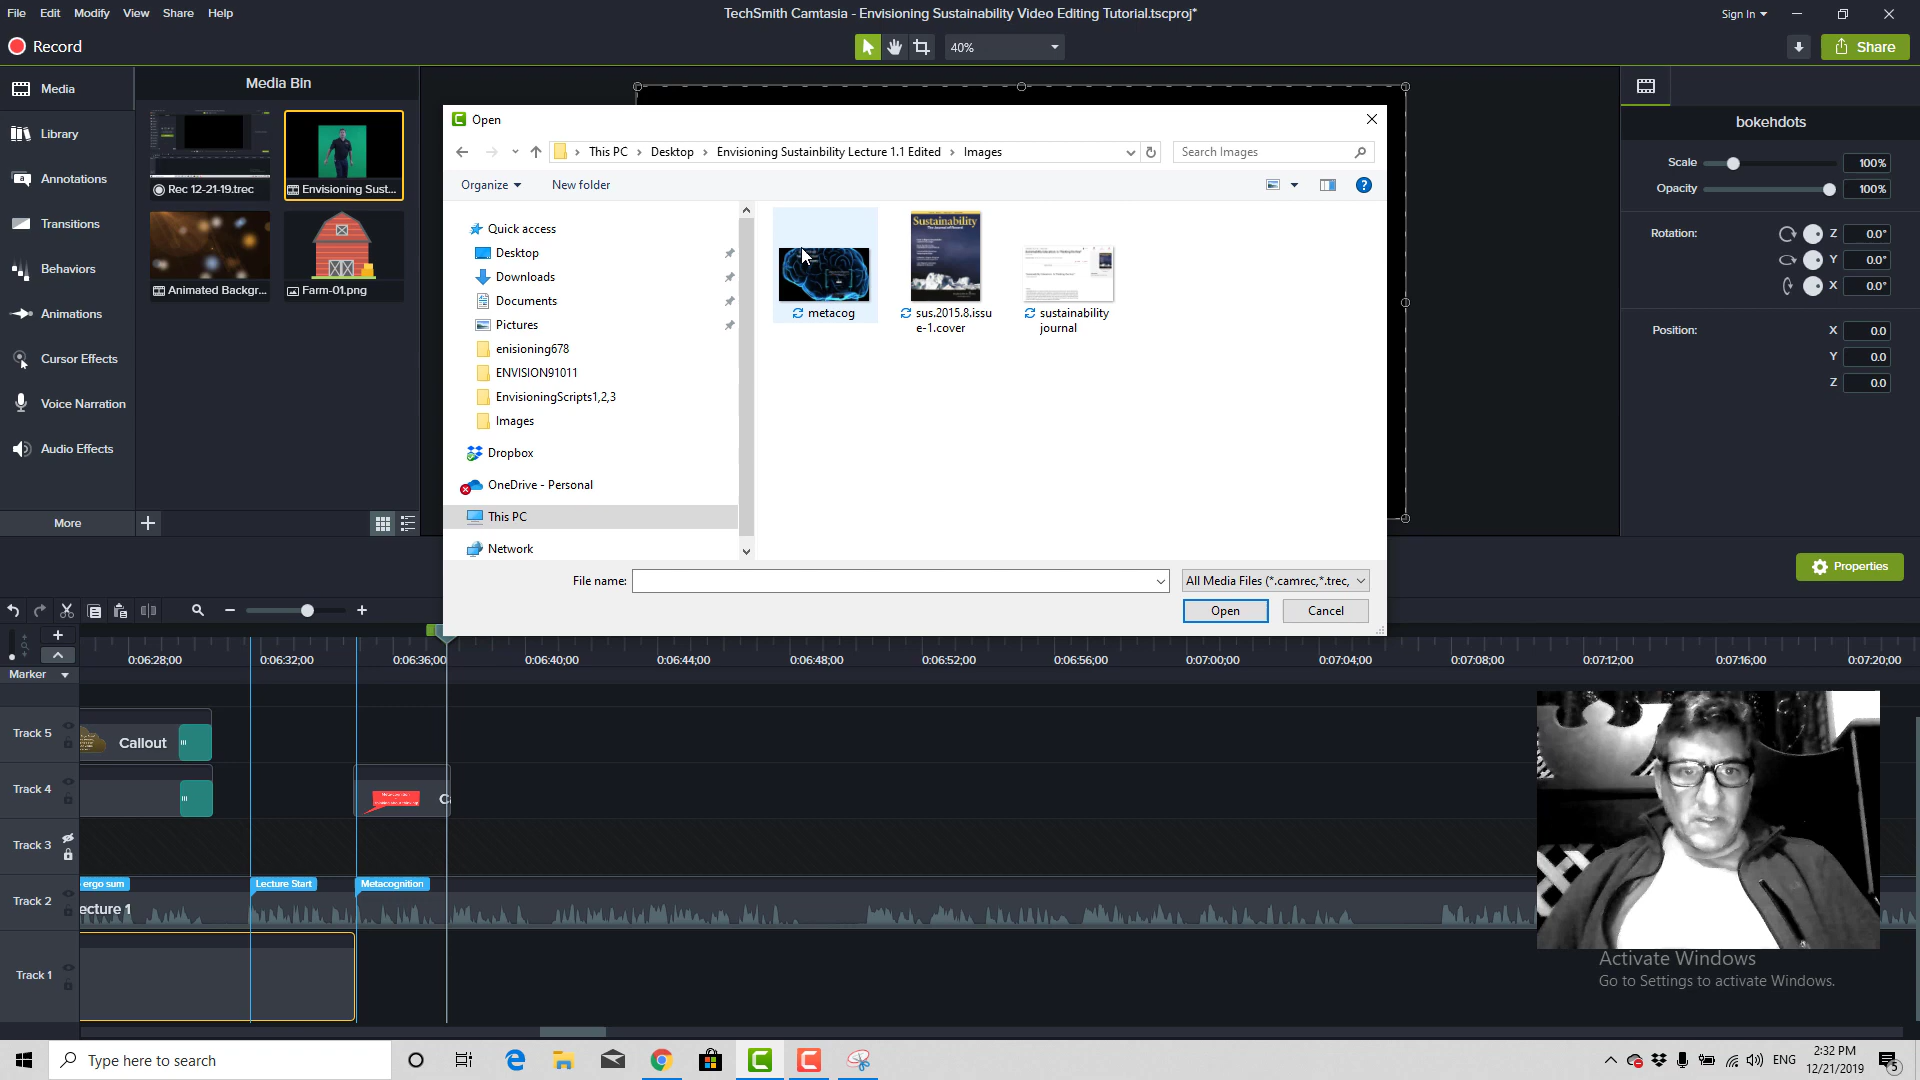 File Edit Modify View Share Help
TechSmith Camtasia - Envisioning Sustainability Video Editing Tutorial.tscproj*
Sign In
Record
40%
Share
Media
Library
Annotations
Transitions
Behaviors
Animations
Cursor Effects
Voice Narration
Audio Effects
More
Media Bin
Rec 12-21-19.trec
Envisioning Sust...
Animated Backgr...
Farm-01.png
Open
This PC > Desktop > Envisioning Sustainbility Lecture 1.1 Edited > Images
Search Images
Organize
New folder
Quick access
Desktop
Downloads
Documents
Pictures
enisioning678
ENVISION91011
EnvisioningScripts1,2,3
Images
Dropbox
OneDrive - Personal
This PC
Network
metacog
Sustainability
sus.2015.8.issu
e-1.cover
sustainability
journal
File name:
All Media Files (*.camrec,*.trec,
Open
Cancel
bokehdots
Scale 100%
Opacity 100%
Rotation: Z 0.0°
Y 0.0°
X 0.0°
Position: X 0.0
Y 0.0
Z 0.0
Properties
0:06:28;00 0:06:32;00 0:06:36;00 0:06:40;00 0:06:44;00 0:06:48;00 0:06:52;00 0:06:56;00 0:07:00;00 0:07:04;00 0:07:08;00 0:07:12;00 0:07:16;00 0:07:20;00
Marker
Track 5
Callout
Track 4
C
Track 3
ergo sum
Lecture Start
Metacognition
Track 2
ecture 1
Track 1
Activate Windows
Go to Settings to activate Windows.
Type here to search
ENG
2:32 PM
12/21/2019
5